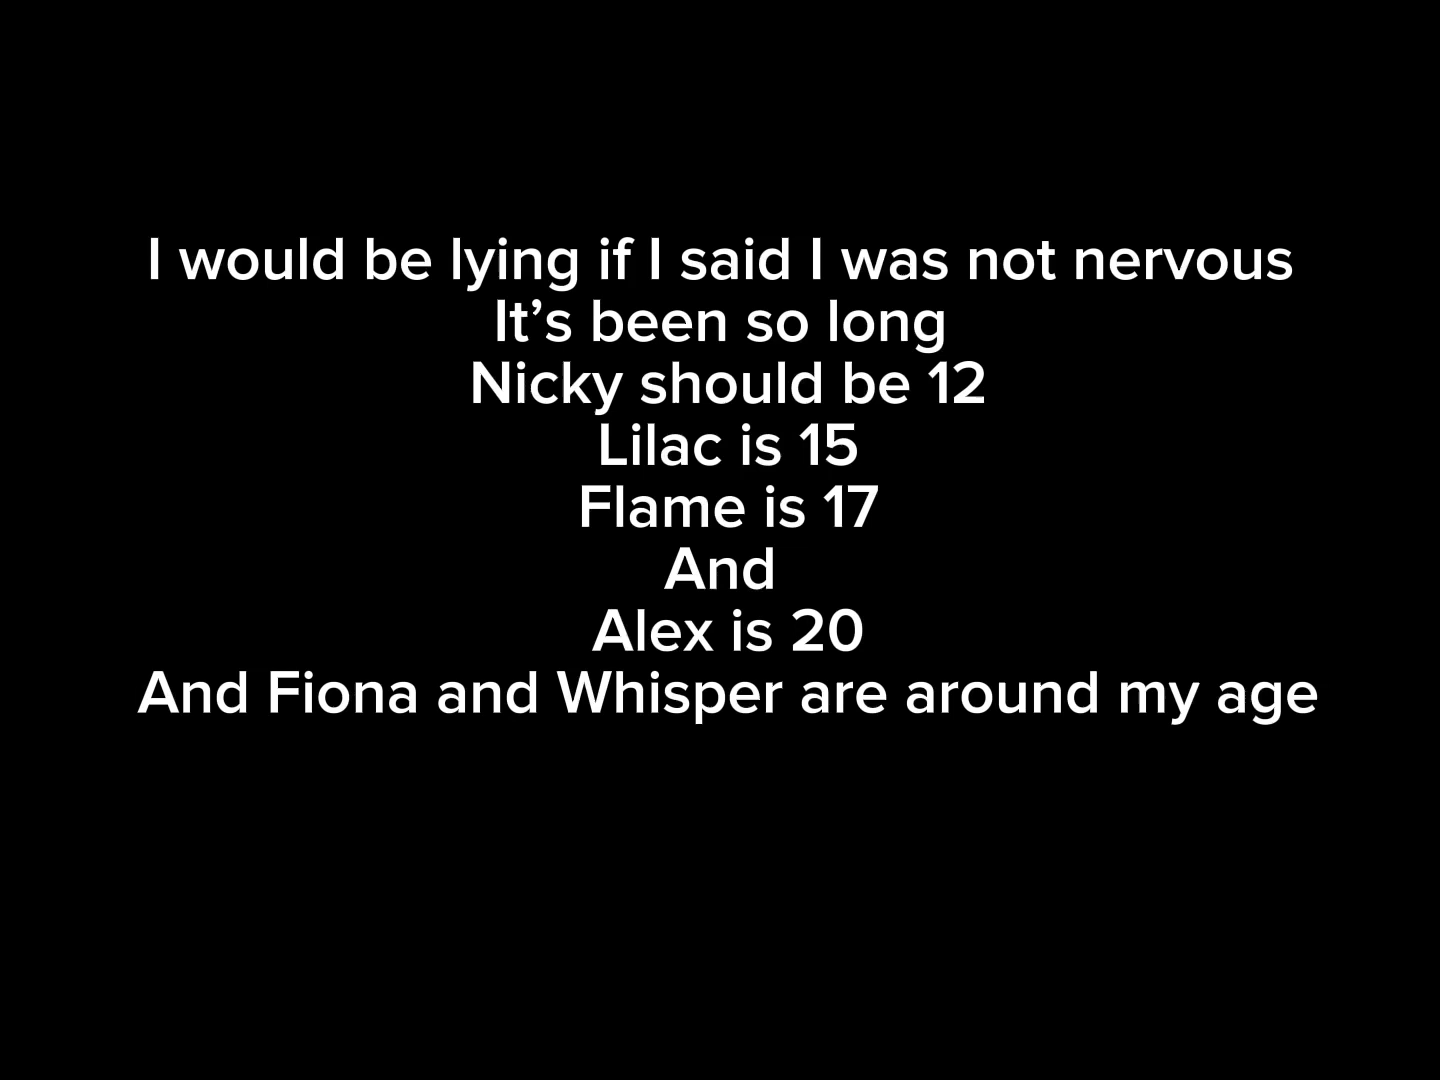 I would be lying if I said I was not nervous
It’s been so long
Nicky should be 12
Lilac is 15
Flame is 17
And
Alex is 20
And Fiona and Whisper are around my age